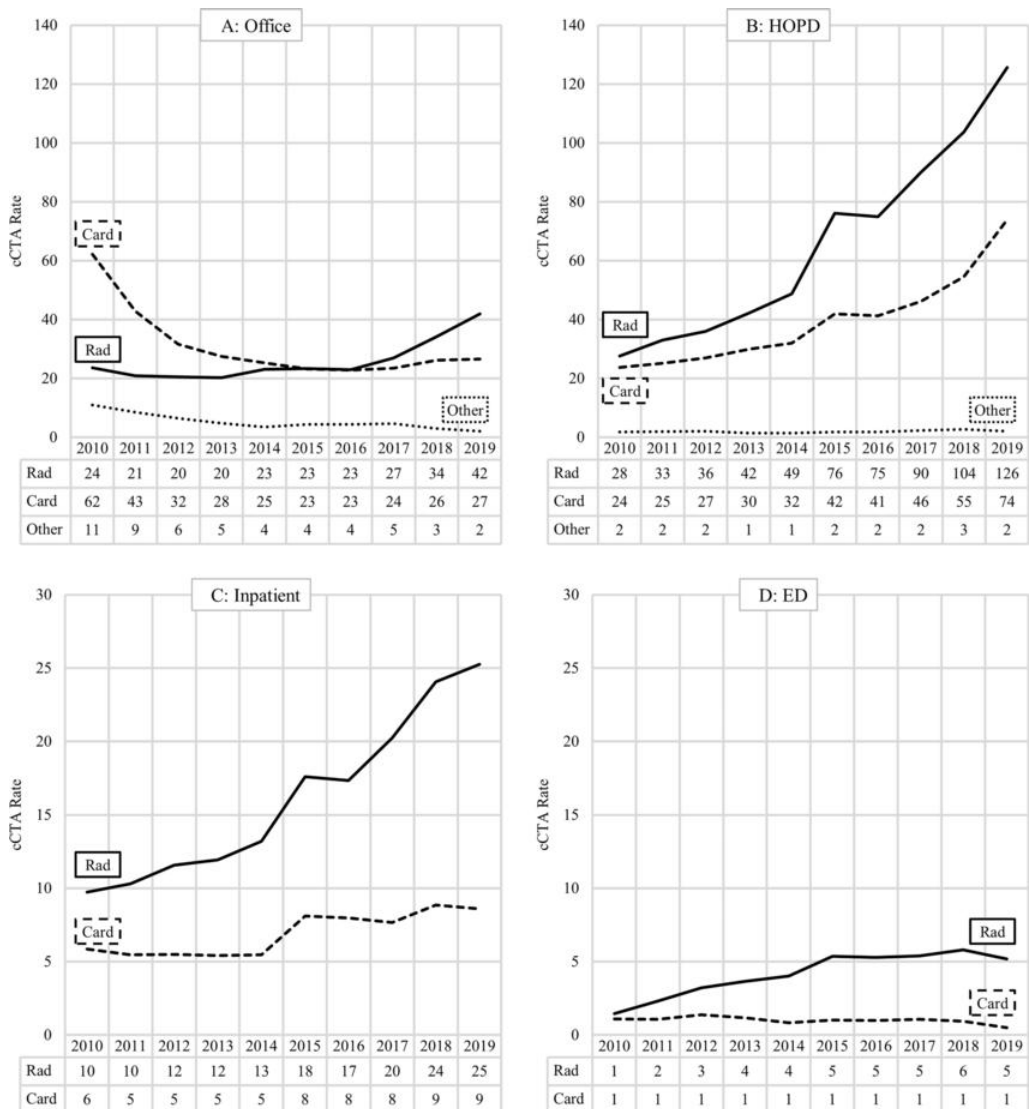 A: Office
140
120
100
80
60
40
20
0
cCTA Rate
Card
Rad
Other
2010 2011 2012 2013 2014 2015 2016 2017 2018 2019
Rad 24 21 20 20 23 23 23 27 34 42
Card 62 43 32 28 25 23 23 24 26 27
Other 11 9 6 5 4 4 4 5 3 2
B: HOPD
140
120
100
80
60
40
20
0
cCTA Rate
Rad
Card
Other
2010 2011 2012 2013 2014 2015 2016 2017 2018 2019
Rad 28 33 36 42 49 76 75 90 104 126
Card 24 25 27 30 32 42 41 46 55 74
Other 2 2 2 1 1 2 2 2 3 2
C: Inpatient
30
25
20
15
10
5
0
cCTA Rate
Rad
Card
2010 2011 2012 2013 2014 2015 2016 2017 2018 2019
Rad 10 10 12 12 13 18 17 20 24 25
Card 6 5 5 5 5 8 8 8 9 9
D: ED
30
25
20
15
10
5
0
cCTA Rate
Rad
Card
2010 2011 2012 2013 2014 2015 2016 2017 2018 2019
Rad 1 2 3 4 4 5 5 5 6 5
Card 1 1 1 1 1 1 1 1 1 1